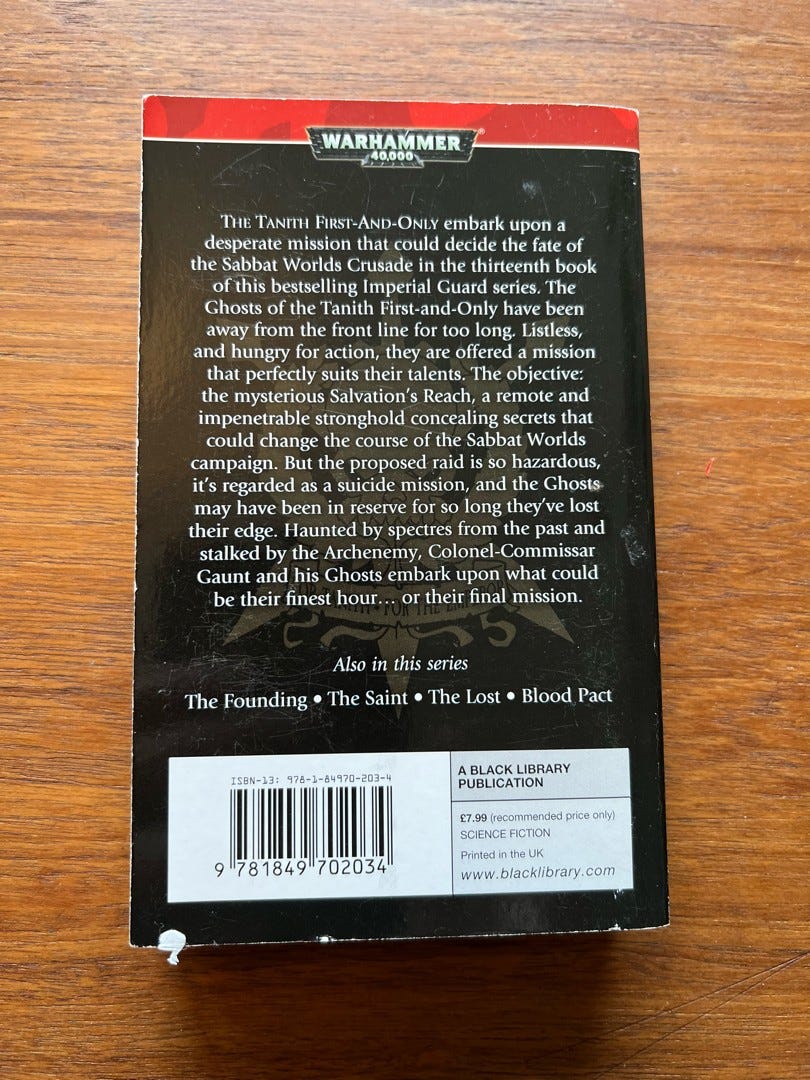 WARHAMMER®
40,000
THE TANITH FIRST-AND-ONLY embark upon a
desperate mission that could decide the fate of
the Sabbat Worlds Crusade in the thirteenth book
of this bestselling Imperial Guard series. The
Ghosts of the Tanith First-and-Only have been
away from the front line for too long. Listless,
and hungry for action, they are offered a mission
that perfectly suits their talents. The objective:
the mysterious Salvation's Reach, a remote and
impenetrable stronghold concealing secrets that
could change the course of the Sabbat Worlds
campaign. But the proposed raid is so hazardous,
it's regarded as a suicide mission, and the Ghosts
may have been in reserve for so long they've lost
their edge. Haunted by spectres from the past and
stalked by the Archenemy, Colonel-Commissar
Gaunt and his Ghosts embark upon what could
be their finest hour... or their final mission.
Also in this series
The Founding • The Saint • The Lost • Blood Pact
ISBN-13: 978-1-84970-203-4
9 781849 702034
A BLACK LIBRARY
PUBLICATION
£7.99 (recommended price only)
SCIENCE FICTION
Printed in the UK
www.blacklibrary.com